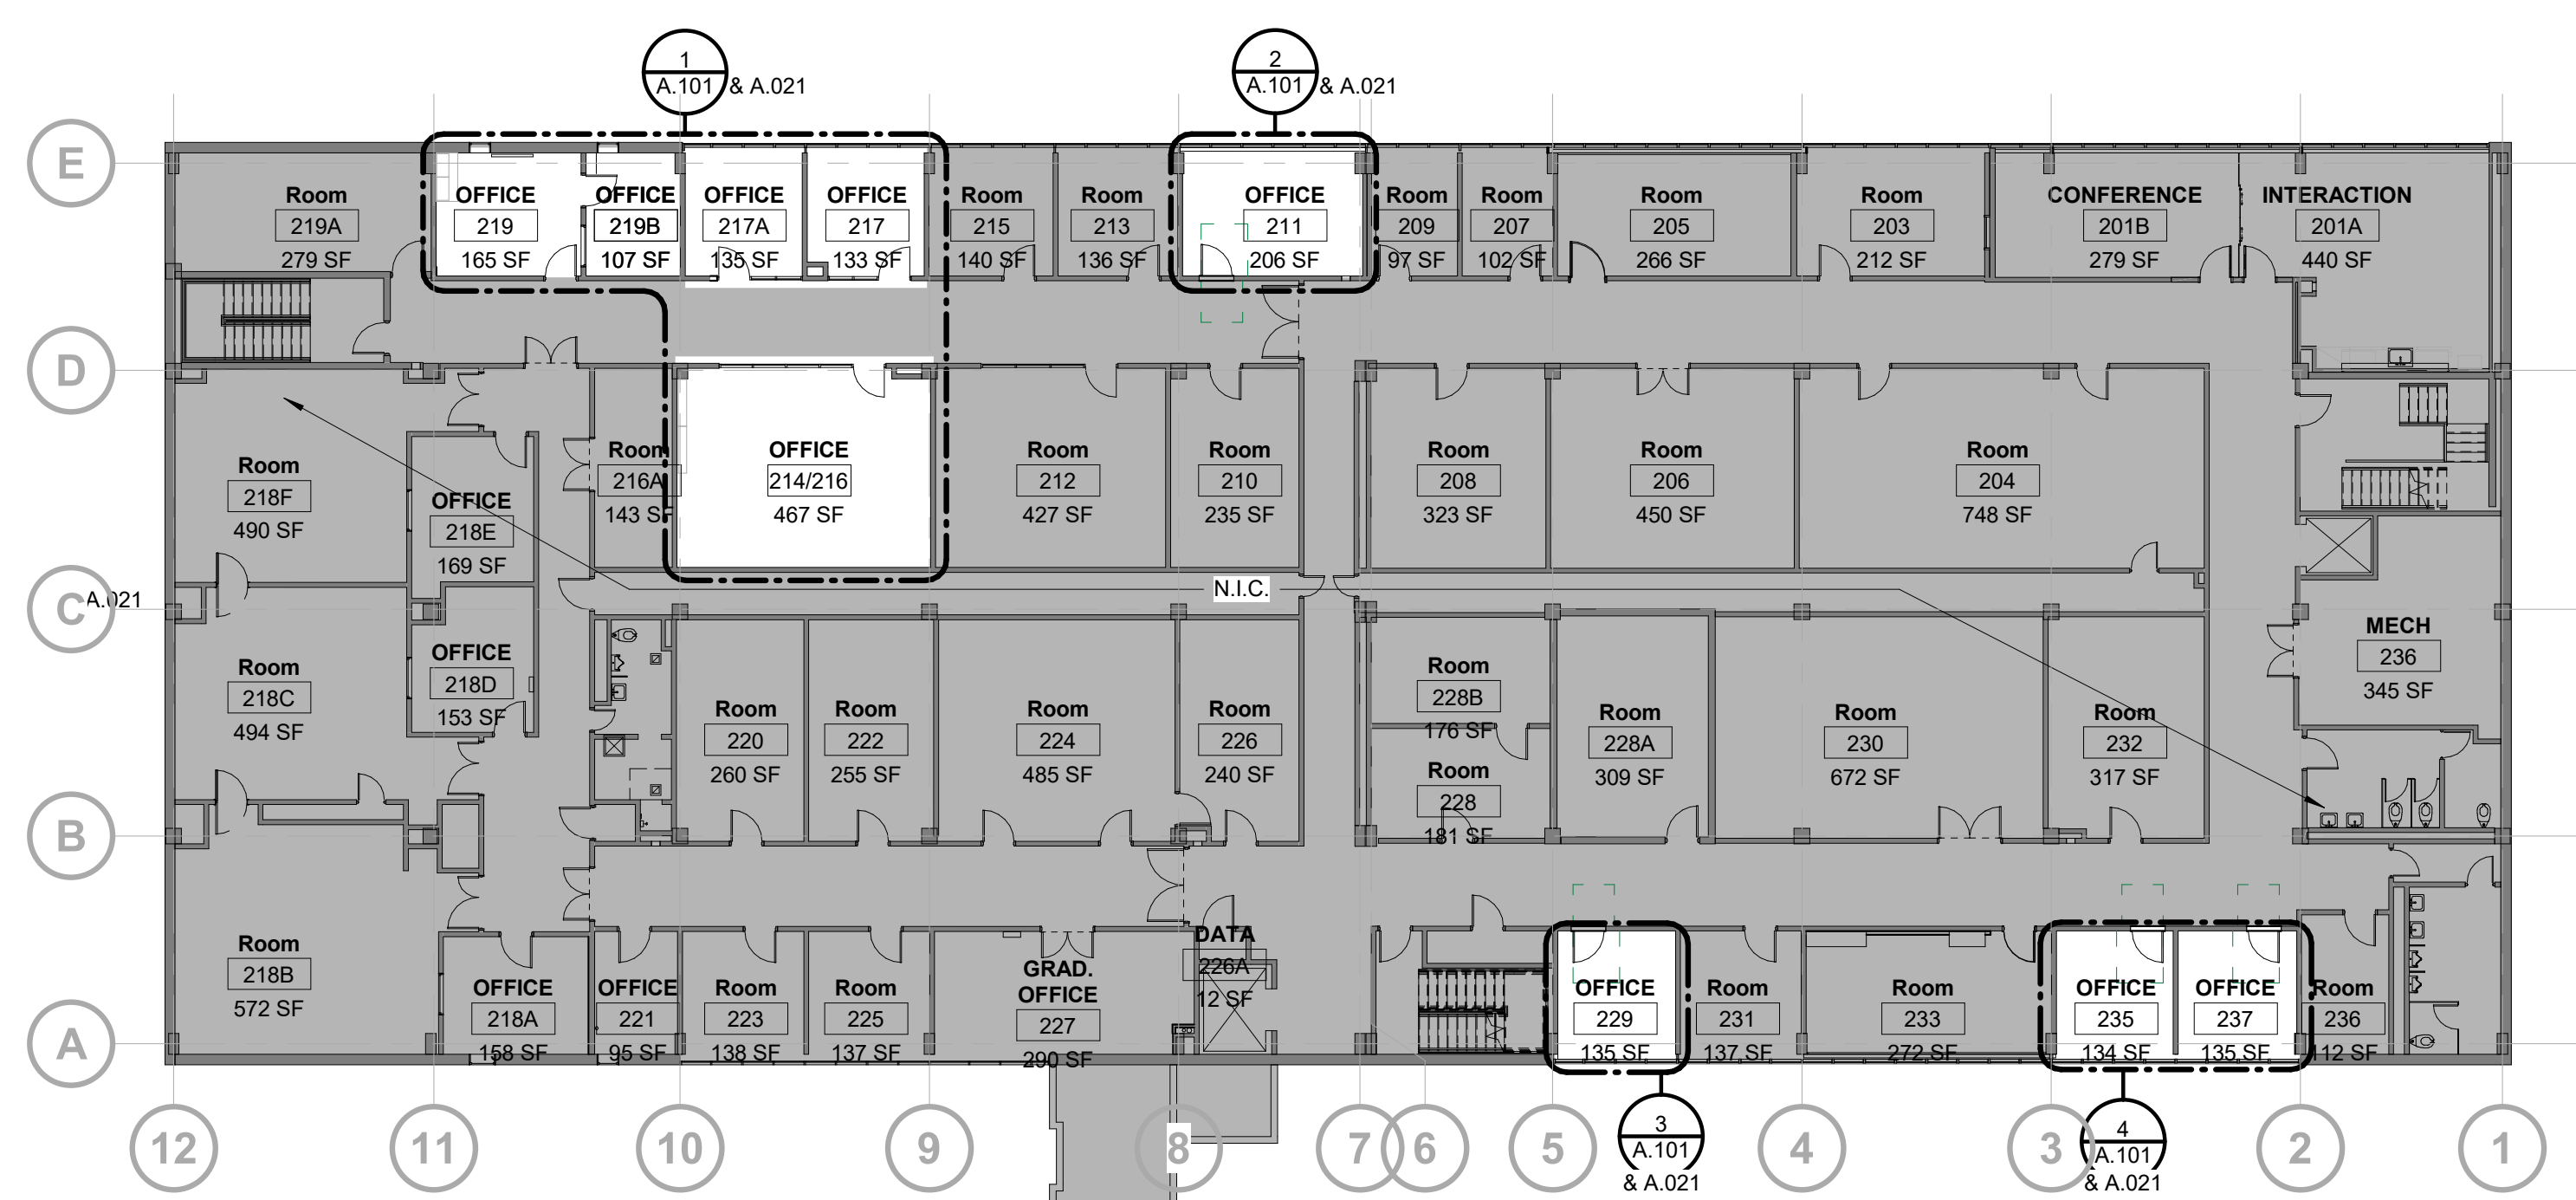 1
A.101 & A.021
2
A.101 & A.021
E
Room
219A
279 SF
OFFICE
219
165 SF
OFFICE
219B
107 SF
OFFICE
217A
135 SF
OFFICE
217
133 SF
Room
215
140 SF
Room
213
136 SF
OFFICE
211
206 SF
Room
209
97 SF
Room
207
102 SF
Room
205
266 SF
Room
203
212 SF
CONFERENCE
201B
279 SF
INTERACTION
201A
440 SF
D
Room
218F
490 SF
OFFICE
218E
169 SF
Room
216A
143 SF
OFFICE
214/216
467 SF
Room
212
427 SF
Room
210
235 SF
Room
208
323 SF
Room
206
450 SF
Room
204
748 SF
C
A.021
N.I.C.
Room
218C
494 SF
OFFICE
218D
153 SF
Room
220
260 SF
Room
222
255 SF
Room
224
485 SF
Room
226
240 SF
Room
228B
176 SF
Room
228
181 SF
Room
228A
309 SF
Room
230
672 SF
Room
232
317 SF
MECH
236
345 SF
B
Room
218B
572 SF
OFFICE
218A
158 SF
OFFICE
221
95 SF
Room
223
138 SF
Room
225
137 SF
GRAD.
OFFICE
227
290 SF
DATA
226A
12 SF
OFFICE
229
135 SF
Room
231
137 SF
Room
233
272 SF
OFFICE
235
134 SF
OFFICE
237
135 SF
Room
236
112 SF
A
12
11
10
9
8
7
6
5
3
A.101
& A.021
4
3
4
A.101
& A.021
2
1